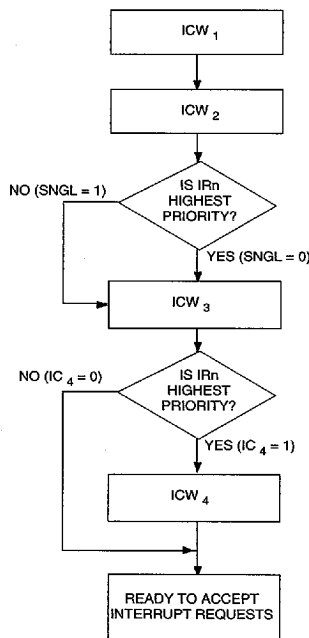 ICW 1
ICW 2
IS IRn
HIGHEST
PRIORITY?
NO (SNGL = 1)
YES (SNGL = 0)
ICW 3
IS IRn
HIGHEST
PRIORITY?
NO (IC 4 = 0)
YES (IC 4 = 1)
ICW 4
READY TO ACCEPT
INTERRUPT REQUESTS